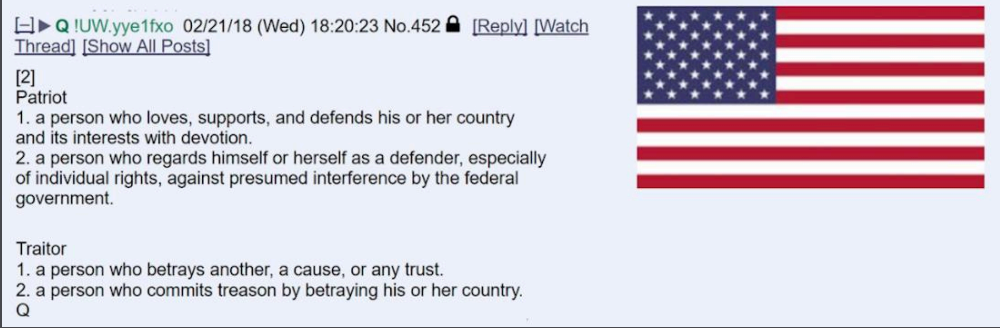 [–]▶ Q !UW.yye1fxo 02/21/18 (Wed) 18:20:23 No.452 🔒 [Reply] [Watch
Thread] [Show All Posts]
[2]
Patriot
1. a person who loves, supports, and defends his or her country
and its interests with devotion.
2. a person who regards himself or herself as a defender, especially
of individual rights, against presumed interference by the federal
government.
Traitor
1. a person who betrays another, a cause, or any trust.
2. a person who commits treason by betraying his or her country.
Q